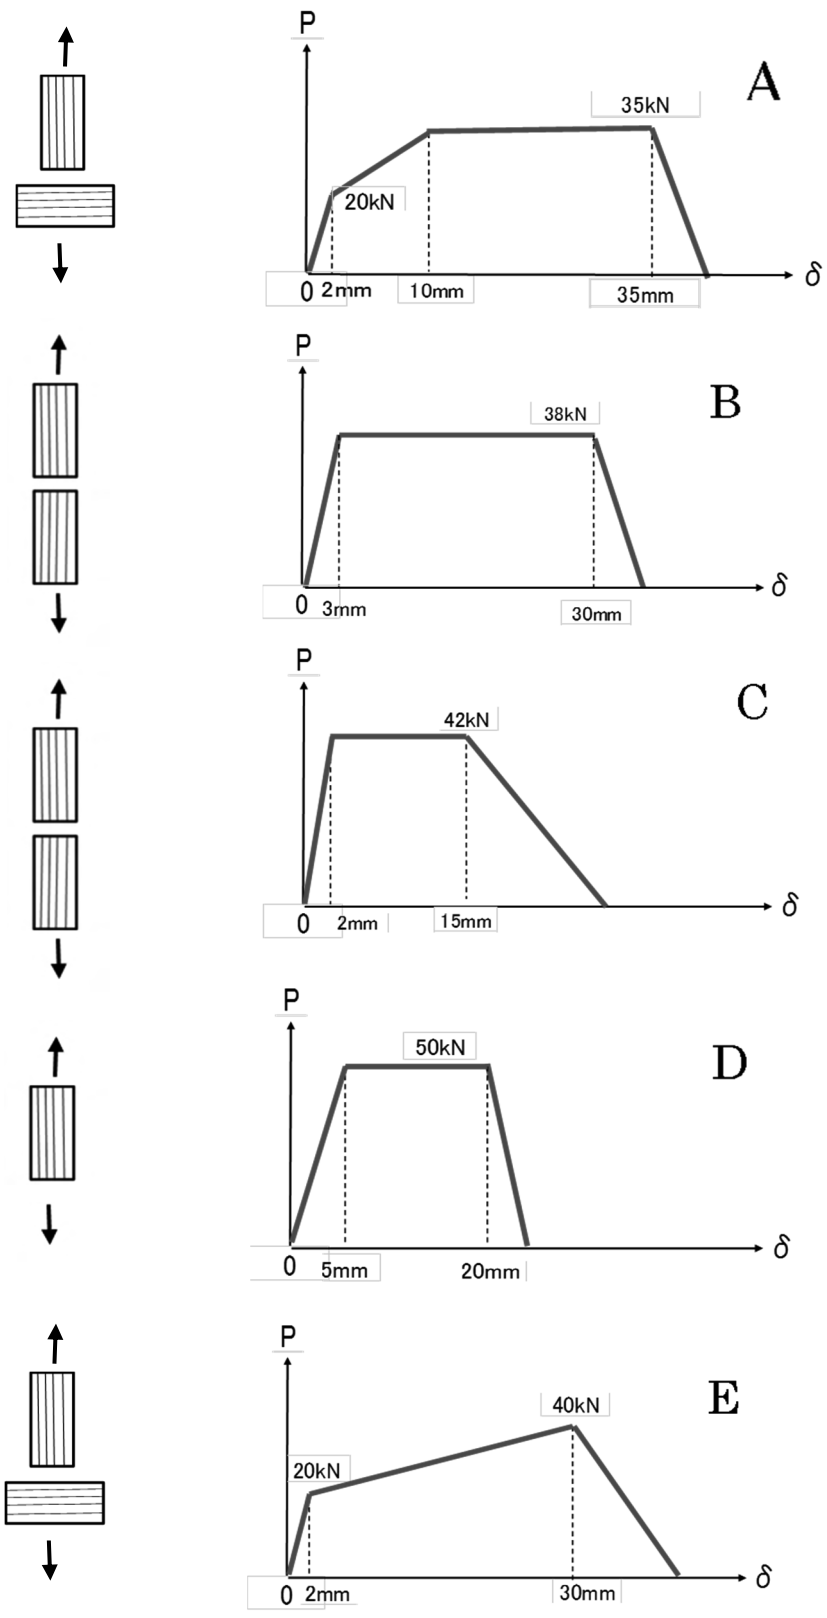 P
A
35kN
20kN
δ
0 2mm 10mm 35mm
P
B
38kN
δ
0 3mm 30mm
P
C
42kN
δ
0 2mm 15mm
P
D
50kN
δ
0 5mm 20mm
P
E
40kN
20kN
δ
0 2mm 30mm